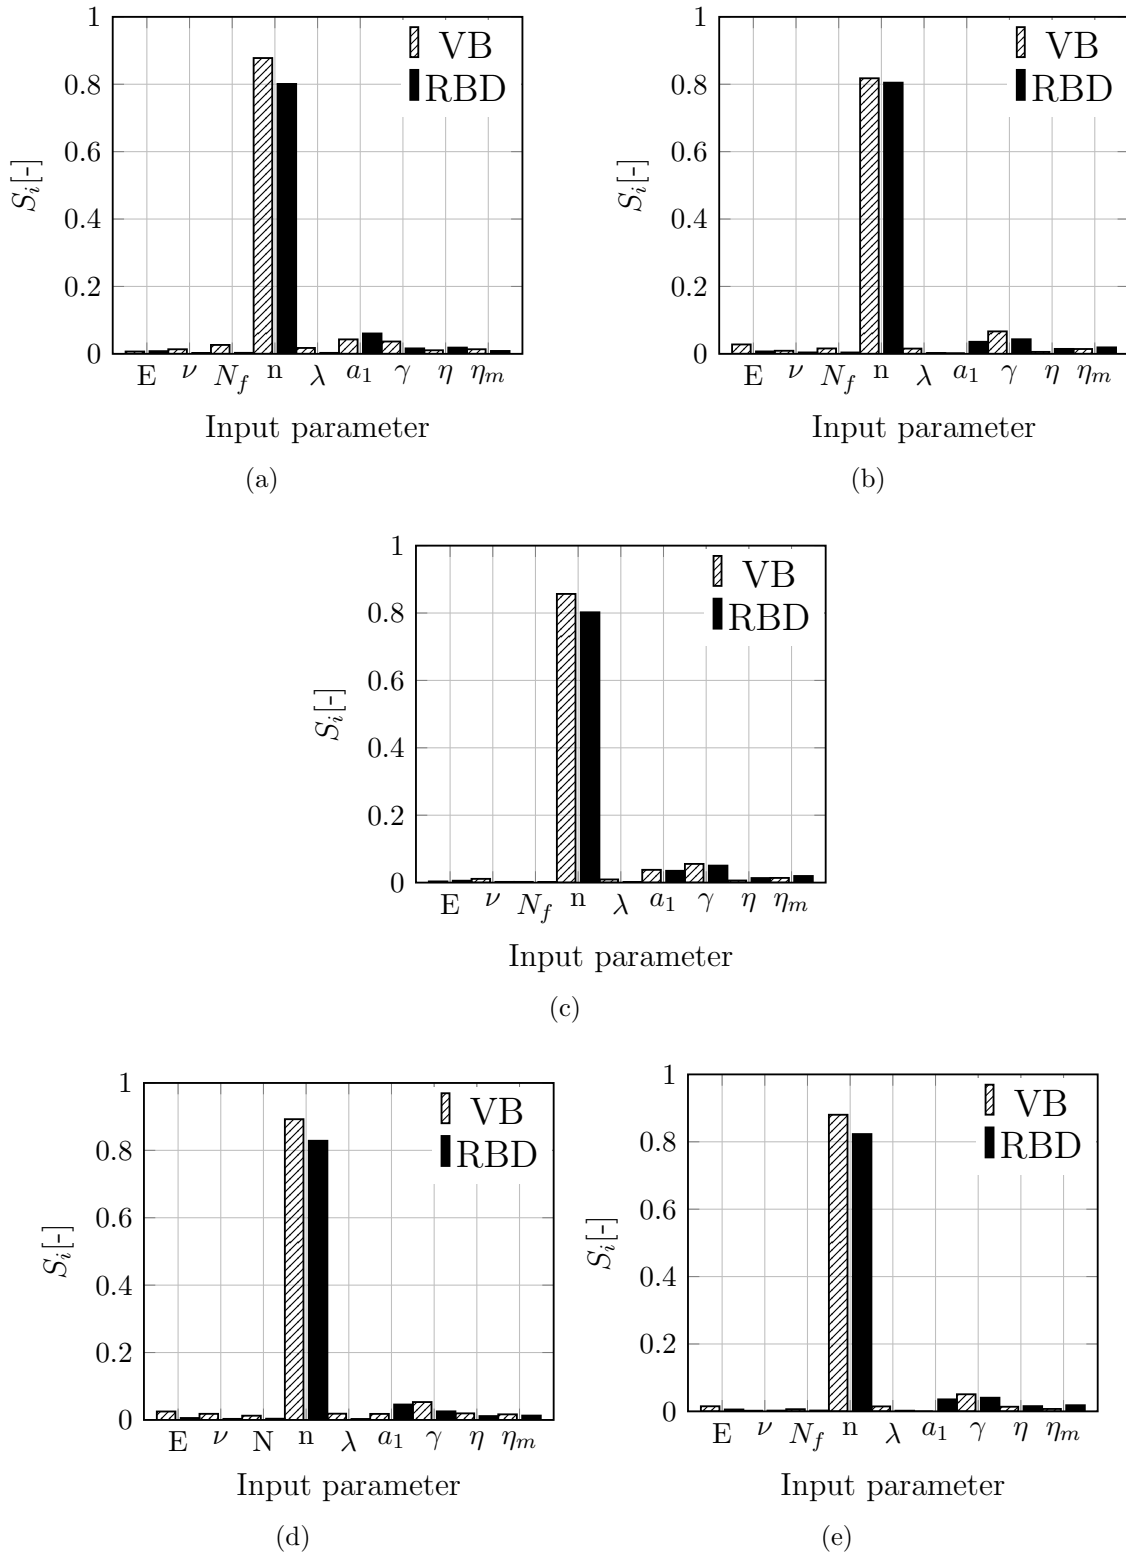 1
0.8
0.6
0.4
0.2
0
S_i[-]
VB
RBD
E ν N_f n λ a_1 γ η η_m
Input parameter
(a)
1
0.8
0.6
0.4
0.2
0
S_i[-]
VB
RBD
E ν N_f n λ a_1 γ η η_m
Input parameter
(b)
1
0.8
0.6
0.4
0.2
0
S_i[-]
VB
RBD
E ν N_f n λ a_1 γ η η_m
Input parameter
(c)
1
0.8
0.6
0.4
0.2
0
S_i[-]
VB
RBD
E ν N n λ a_1 γ η η_m
Input parameter
(d)
1
0.8
0.6
0.4
0.2
0
S_i[-]
VB
RBD
E ν N_f n λ a_1 γ η η_m
Input parameter
(e)